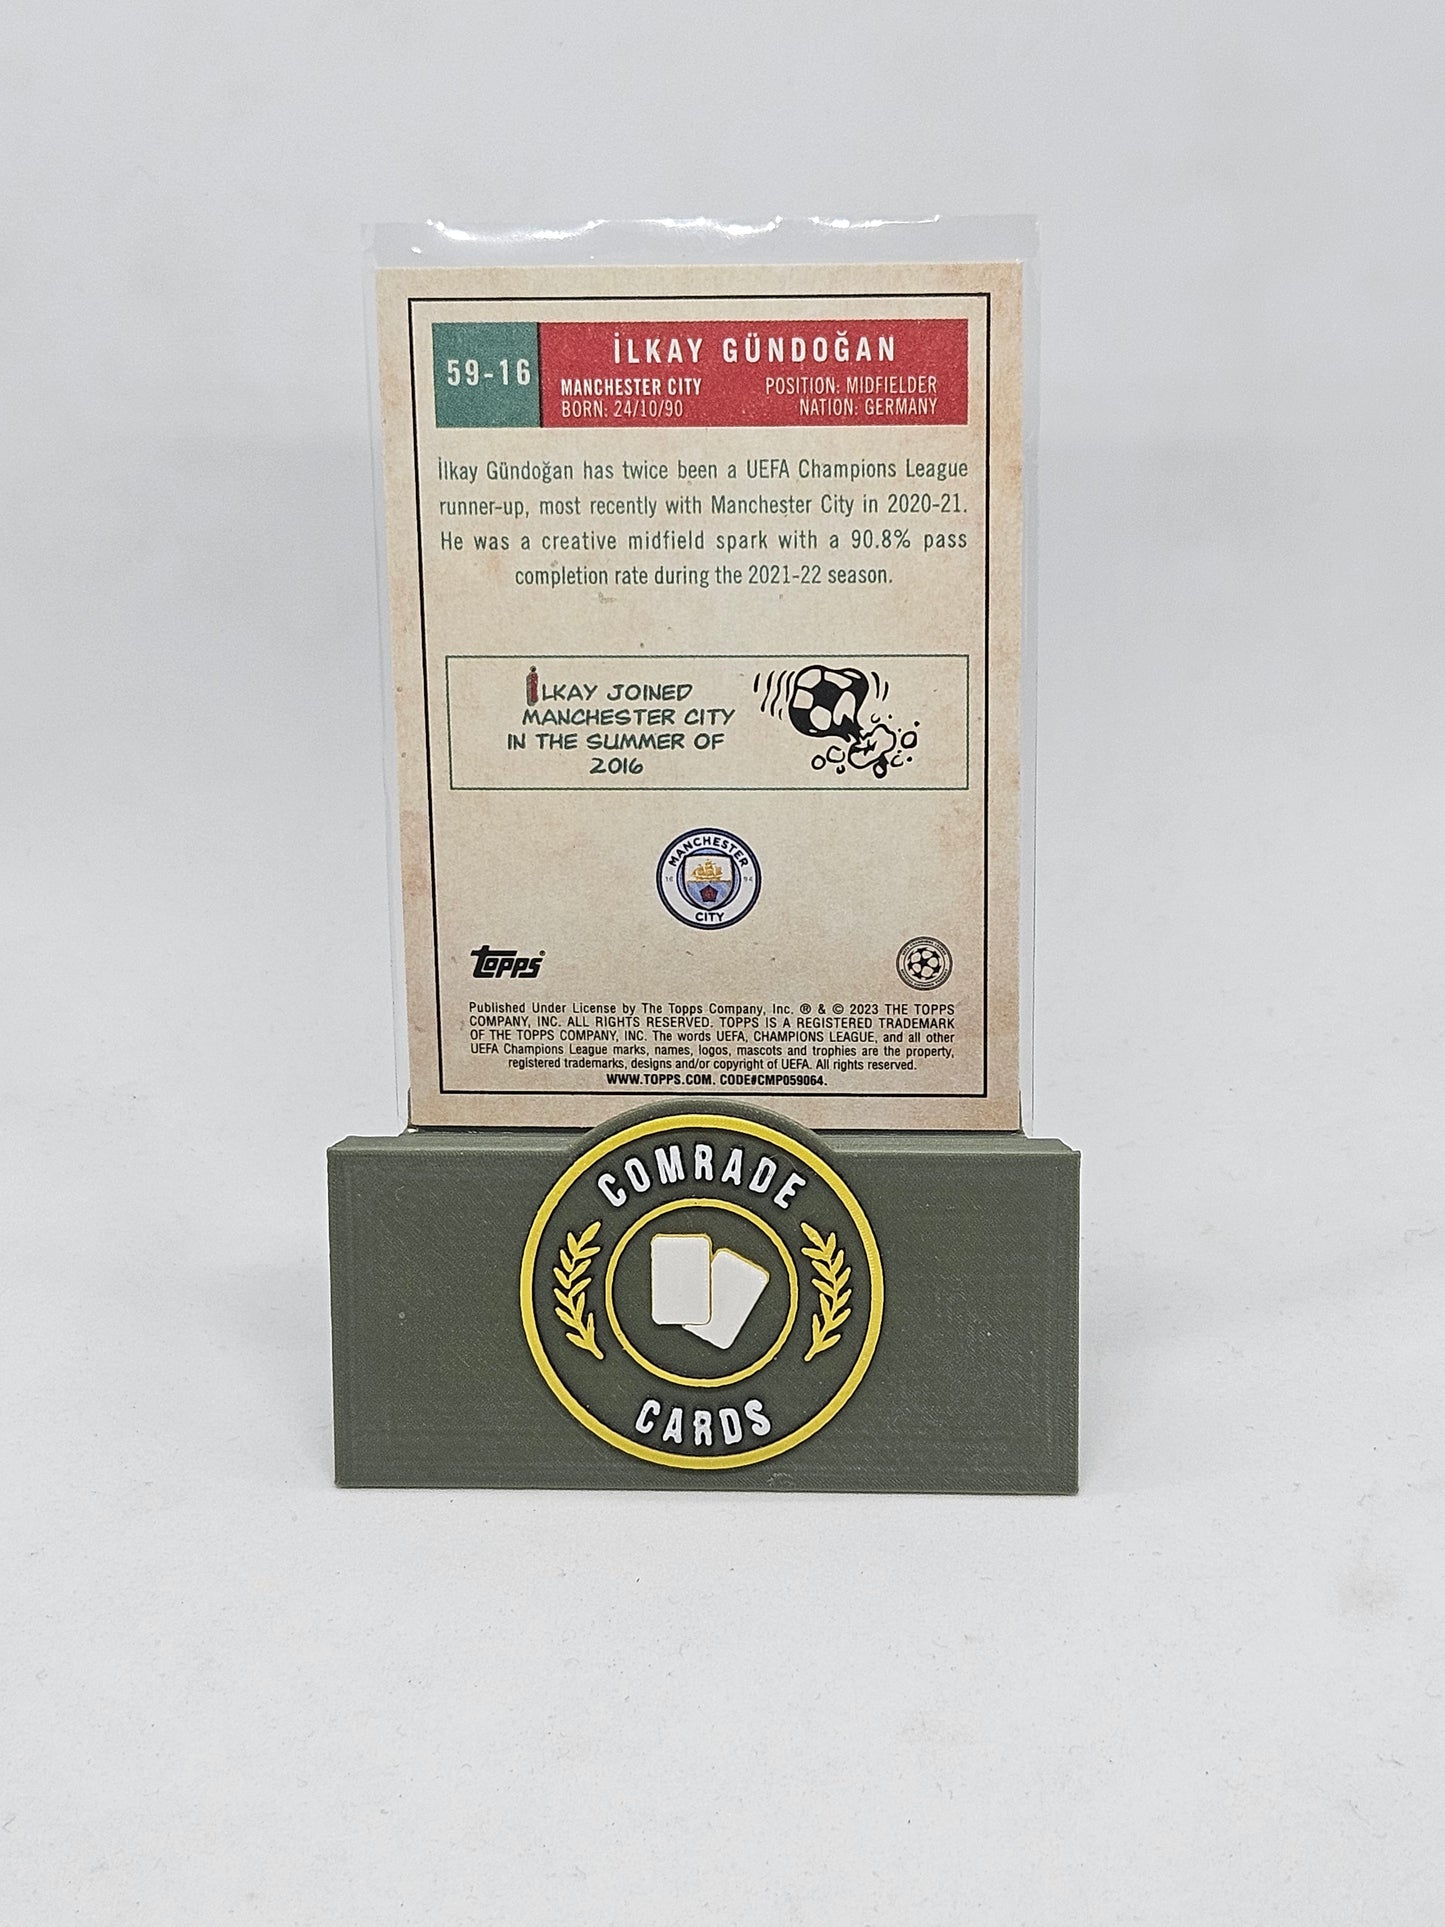 59-16
İLKAY GÜNDOĞAN
MANCHESTER CITY
POSITION: MIDFIELDER
BORN: 24/10/90
NATION: GERMANY
İlkay Gündoğan has twice been a UEFA Champions League
runner-up, most recently with Manchester City in 2020-21.
He was a creative midfield spark with a 90.8% pass
completion rate during the 2021-22 season.
İLKAY JOINED
MANCHESTER CITY
IN THE SUMMER OF
2016
MANCHESTER
18 94
CITY
Topps®
Published Under License by The Topps Company, Inc. ® & © 2023 THE TOPPS
COMPANY, INC. ALL RIGHTS RESERVED. TOPPS IS A REGISTERED TRADEMARK
OF THE TOPPS COMPANY, INC. The words UEFA, CHAMPIONS LEAGUE, and all other
UEFA Champions League marks, names, logos, mascots and trophies are the property,
registered trademarks, designs and/or copyright of UEFA. All rights reserved.
WWW.TOPPS.COM. CODE#CMP059064.
COMRADE
CARDS